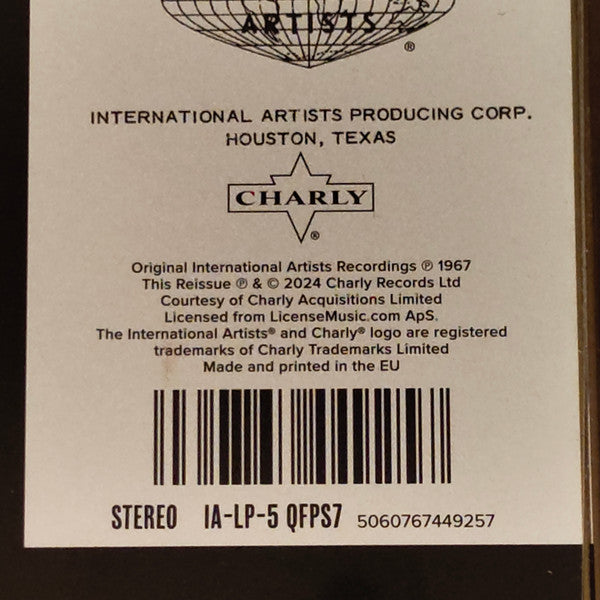 ARTISTS
®
INTERNATIONAL ARTISTS PRODUCING CORP.
HOUSTON, TEXAS
CHARLY
®
Original International Artists Recordings ℗ 1967
This Reissue ℗ & © 2024 Charly Records Ltd
Courtesy of Charly Acquisitions Limited
Licensed from LicenseMusic.com ApS.
The International Artists® and Charly® logo are registered
trademarks of Charly Trademarks Limited
Made and printed in the EU
STEREO IA-LP-5 QFPS7 5060767449257